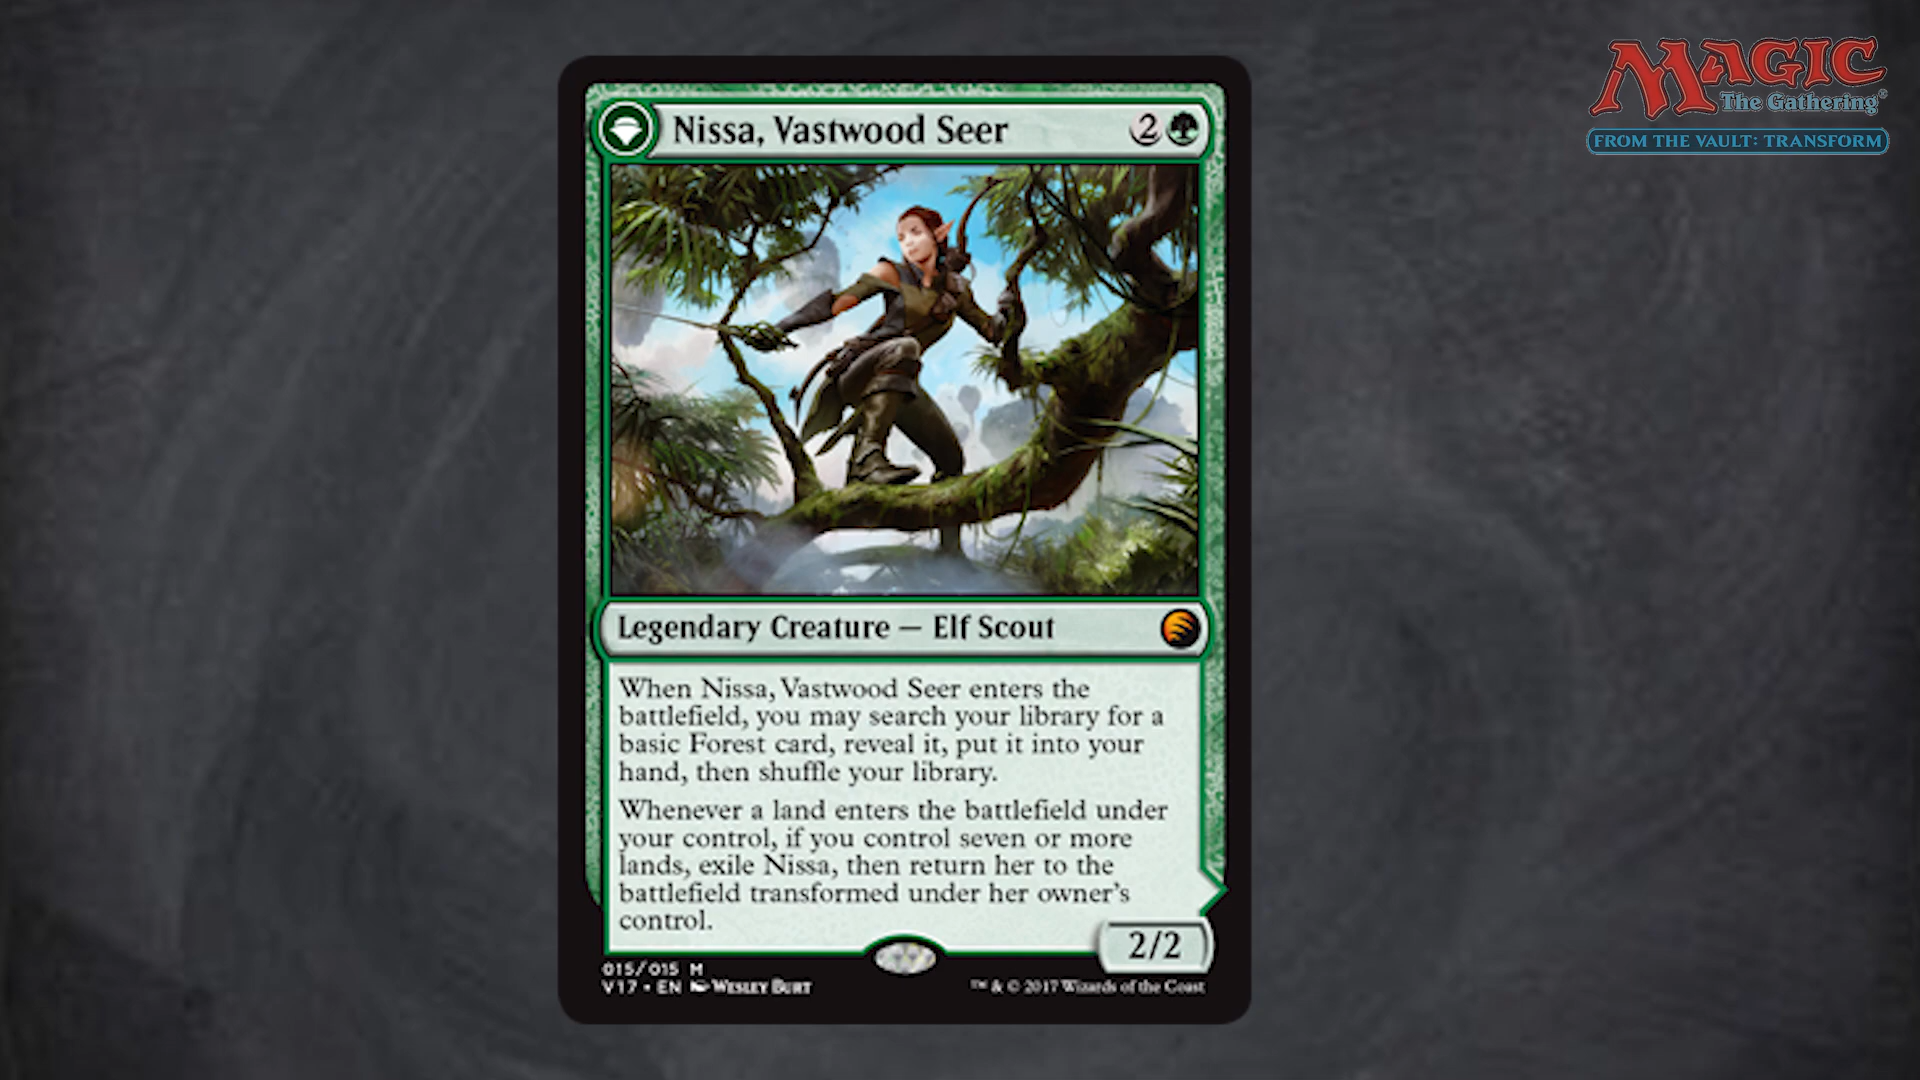 MAGIC
The Gathering®
FROM THE VAULT: TRANSFORM
Nissa, Vastwood Seer 2
Legendary Creature — Elf Scout
When Nissa, Vastwood Seer enters the
battlefield, you may search your library for a
basic Forest card, reveal it, put it into your
hand, then shuffle your library.
Whenever a land enters the battlefield under
your control, if you control seven or more
lands, exile Nissa, then return her to the
battlefield transformed under her owner's
control.
2/2
015/015 M
V17 • EN Wesley Burt
™ & © 2017 Wizards of the Coast